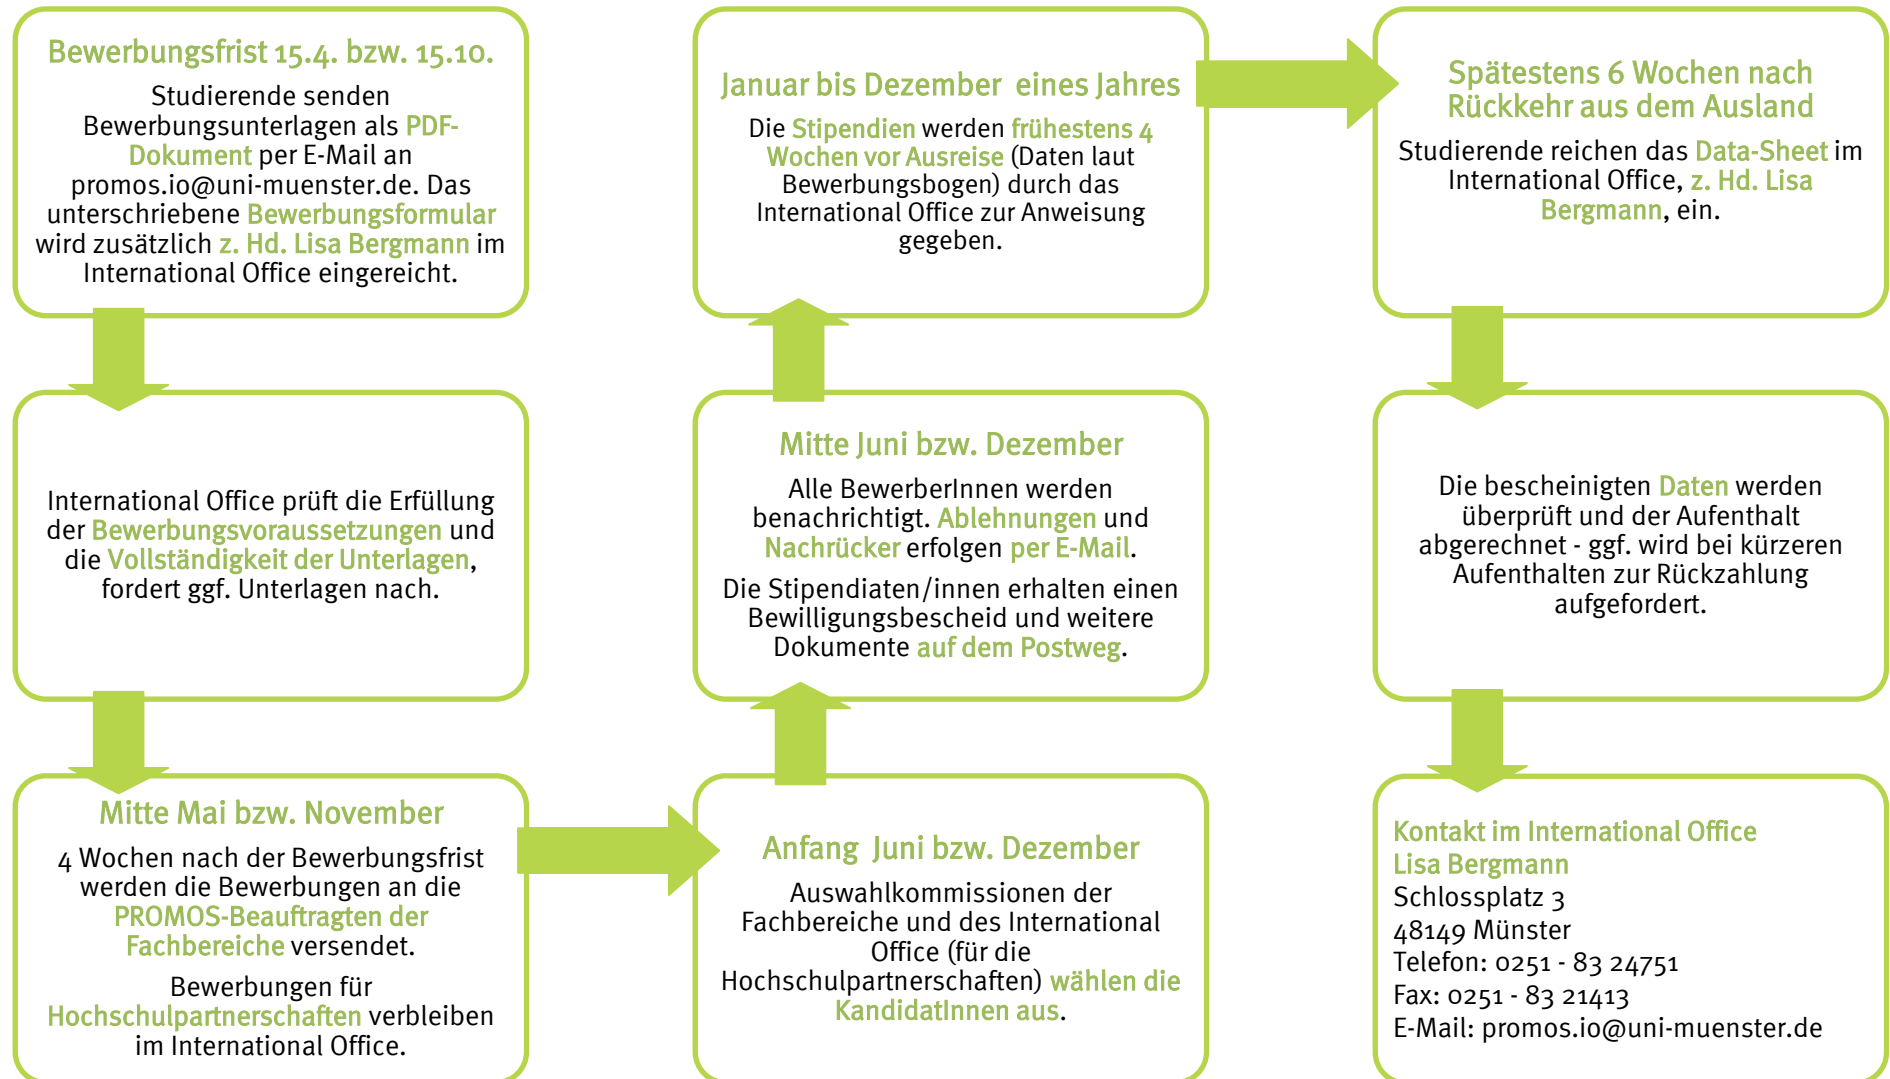 Bewerbungsfrist 15.4. bzw. 15.10.
Studierende senden
Bewerbungsunterlagen als PDF-
Dokument per E-Mail an
promos.io@uni-muenster.de. Das
unterschriebene Bewerbungsformular
wird zusätzlich z. Hd. Lisa Bergmann im
International Office eingereicht.
International Office prüft die Erfüllung
der Bewerbungsvoraussetzungen und
die Vollständigkeit der Unterlagen,
fordert ggf. Unterlagen nach.
Mitte Mai bzw. November
4 Wochen nach der Bewerbungsfrist
werden die Bewerbungen an die
PROMOS-Beauftragten der
Fachbereiche versendet.
Bewerbungen für
Hochschulpartnerschaften verbleiben
im International Office.
Anfang Juni bzw. Dezember
Auswahlkommissionen der
Fachbereiche und des International
Office (für die
Hochschulpartnerschaften) wählen die
KandidatInnen aus.
Mitte Juni bzw. Dezember
Alle BewerberInnen werden
benachrichtigt. Ablehnungen und
Nachrücker erfolgen per E-Mail.
Die Stipendiaten/innen erhalten einen
Bewilligungsbescheid und weitere
Dokumente auf dem Postweg.
Januar bis Dezember eines Jahres
Die Stipendien werden frühestens 4
Wochen vor Ausreise (Daten laut
Bewerbungsbogen) durch das
International Office zur Anweisung
gegeben.
Spätestens 6 Wochen nach
Rückkehr aus dem Ausland
Studierende reichen das Data-Sheet im
International Office, z. Hd. Lisa
Bergmann, ein.
Die bescheinigten Daten werden
überprüft und der Aufenthalt
abgerechnet - ggf. wird bei kürzeren
Aufenthalten zur Rückzahlung
aufgefordert.
Kontakt im International Office
Lisa Bergmann
Schlossplatz 3
48149 Münster
Telefon: 0251 - 83 24751
Fax: 0251 - 83 21413
E-Mail: promos.io@uni-muenster.de